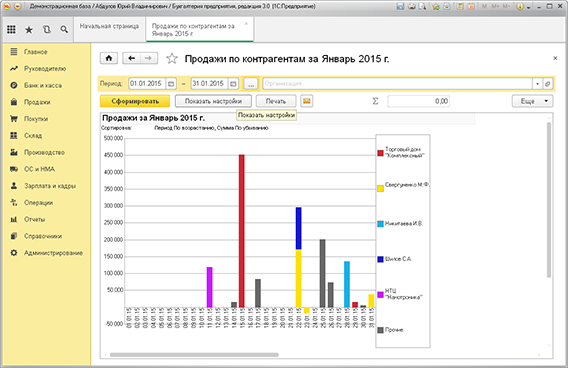 Демонстрационная база / Абдулов Юрий Владимирович / Бухгалтерия предприятия, редакция 3.0 (1С:Предприятие)
M M+ M-
Начальная страница
Продажи по контрагентам за
Январь 2015 г.
Главное
Руководителю
Банк и касса
Продажи
Покупки
Склад
Производство
ОС и НМА
Зарплата и кадры
Операции
Отчеты
Справочники
Администрирование
Продажи по контрагентам за Январь 2015 г.
Период: 01.01.2015 – 31.01.2015 ... Организация
Сформировать Показать настройки Печать Σ 0,00 Еще
Показать настройки
Продажи за Январь 2015 г.
Сортировка: Период По возрастанию, Сумма По убыванию
500 000
450 000
400 000
350 000
300 000
250 000
200 000
150 000
100 000
50 000
-50 000
01.01.15
02.01.15
03.01.15
04.01.15
05.01.15
06.01.15
07.01.15
08.01.15
09.01.15
10.01.15
11.01.15
12.01.15
13.01.15
14.01.15
15.01.15
16.01.15
17.01.15
18.01.15
19.01.15
20.01.15
21.01.15
22.01.15
23.01.15
24.01.15
25.01.15
26.01.15
27.01.15
28.01.15
29.01.15
30.01.15
31.01.15
Торговый дом
"Комплексный"
Свергуненко М.Ф.
Никитаева И.В.
Шилов С.А.
НТЦ
"Нанотроника"
Прочие